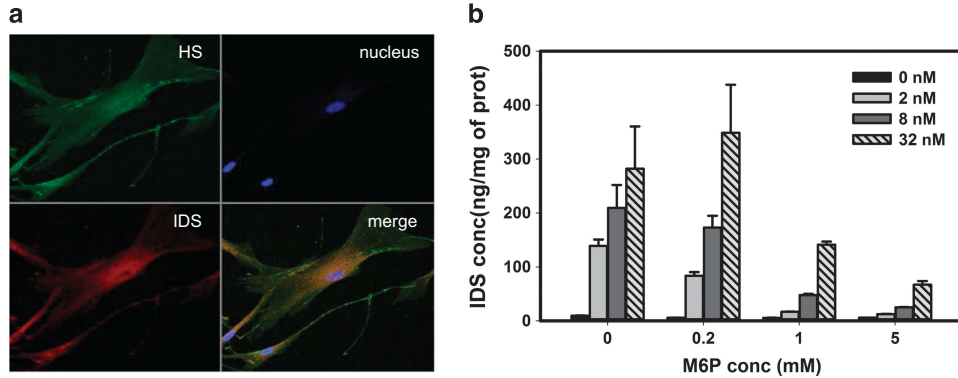 a
HS
nucleus
IDS
merge
b
IDS conc(ng/mg of prot)
500
400
300
200
100
0
0 nM
2 nM
8 nM
32 nM
0
0.2
1
5
M6P conc (mM)